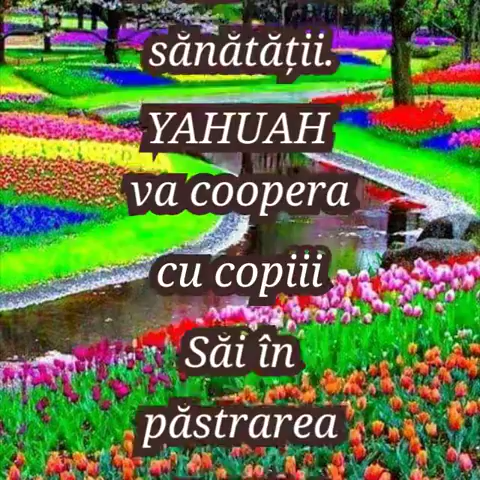 sănătății.
YAHUAH
va coopera
cu copiii
Săi în
păstrarea